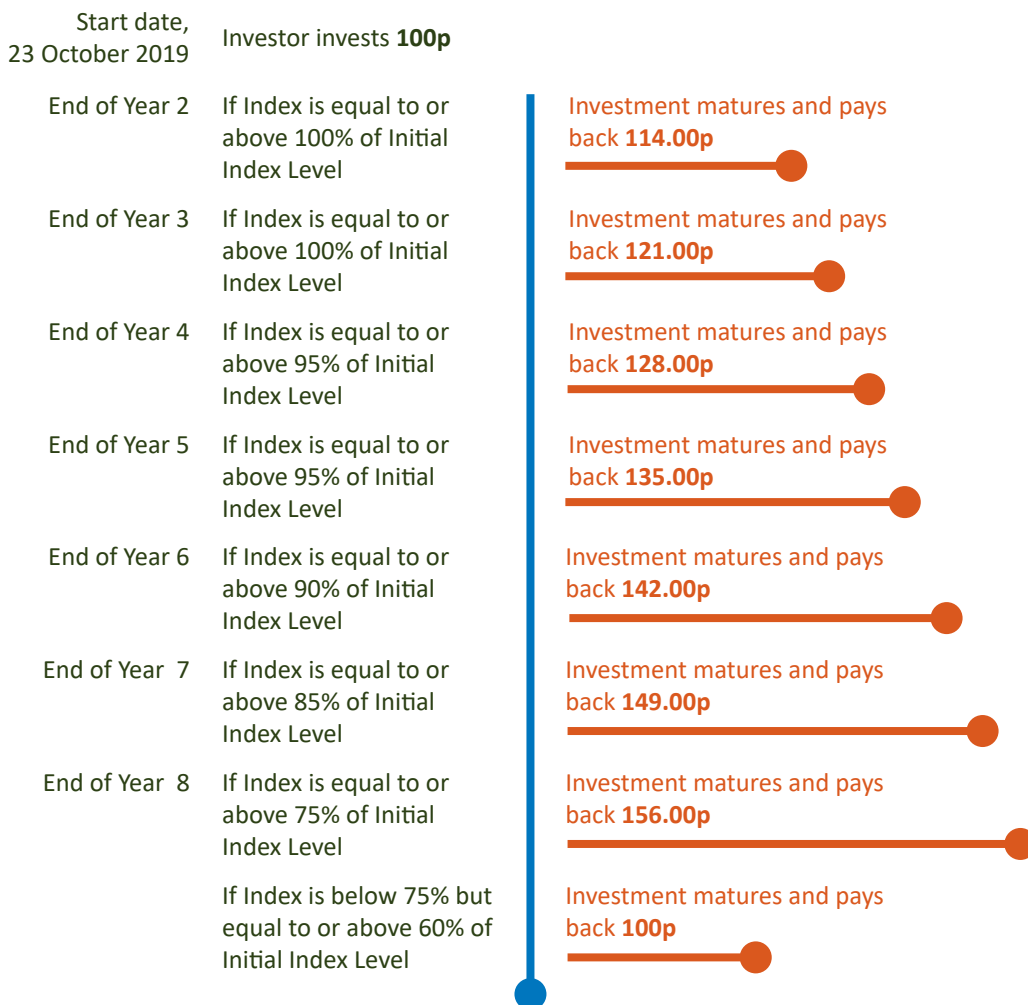 Start date,
23 October 2019
Investor invests 100p
End of Year 2
If Index is equal to or
above 100% of Initial
Index Level
Investment matures and pays
back 114.00p
End of Year 3
If Index is equal to or
above 100% of Initial
Index Level
Investment matures and pays
back 121.00p
End of Year 4
If Index is equal to or
above 95% of Initial
Index Level
Investment matures and pays
back 128.00p
End of Year 5
If Index is equal to or
above 95% of Initial
Index Level
Investment matures and pays
back 135.00p
End of Year 6
If Index is equal to or
above 90% of Initial
Index Level
Investment matures and pays
back 142.00p
End of Year 7
If Index is equal to or
above 85% of Initial
Index Level
Investment matures and pays
back 149.00p
End of Year 8
If Index is equal to or
above 75% of Initial
Index Level
Investment matures and pays
back 156.00p
If Index is below 75% but
equal to or above 60% of
Initial Index Level
Investment matures and pays
back 100p